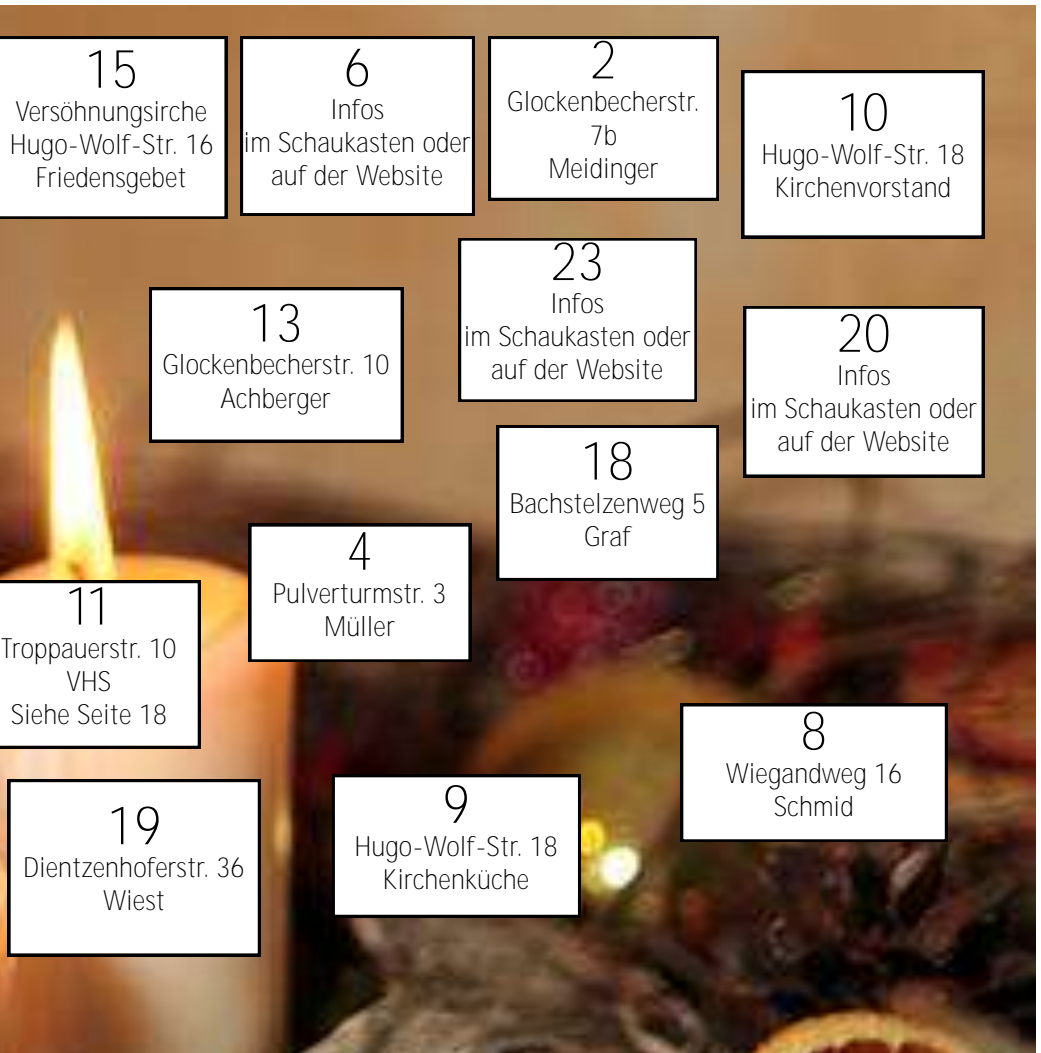 15
Versöhnungsirche
Hugo-Wolf-Str. 16
Friedensgebet
6
Infos
im Schaukasten oder
auf der Website
2
Glockenbecherstr.
7b
Meidinger
10
Hugo-Wolf-Str. 18
Kirchenvorstand
13
Glockenbecherstr. 10
Achberger
23
Infos
im Schaukasten oder
auf der Website
20
Infos
im Schaukasten oder
auf der Website
18
Bachstelzenweg 5
Graf
4
Pulverturmstr. 3
Müller
11
Troppauerstr. 10
VHS
Siehe Seite 18
8
Wiegandweg 16
Schmid
19
Dientzenhoferstr. 36
Wiest
9
Hugo-Wolf-Str. 18
Kirchenküche